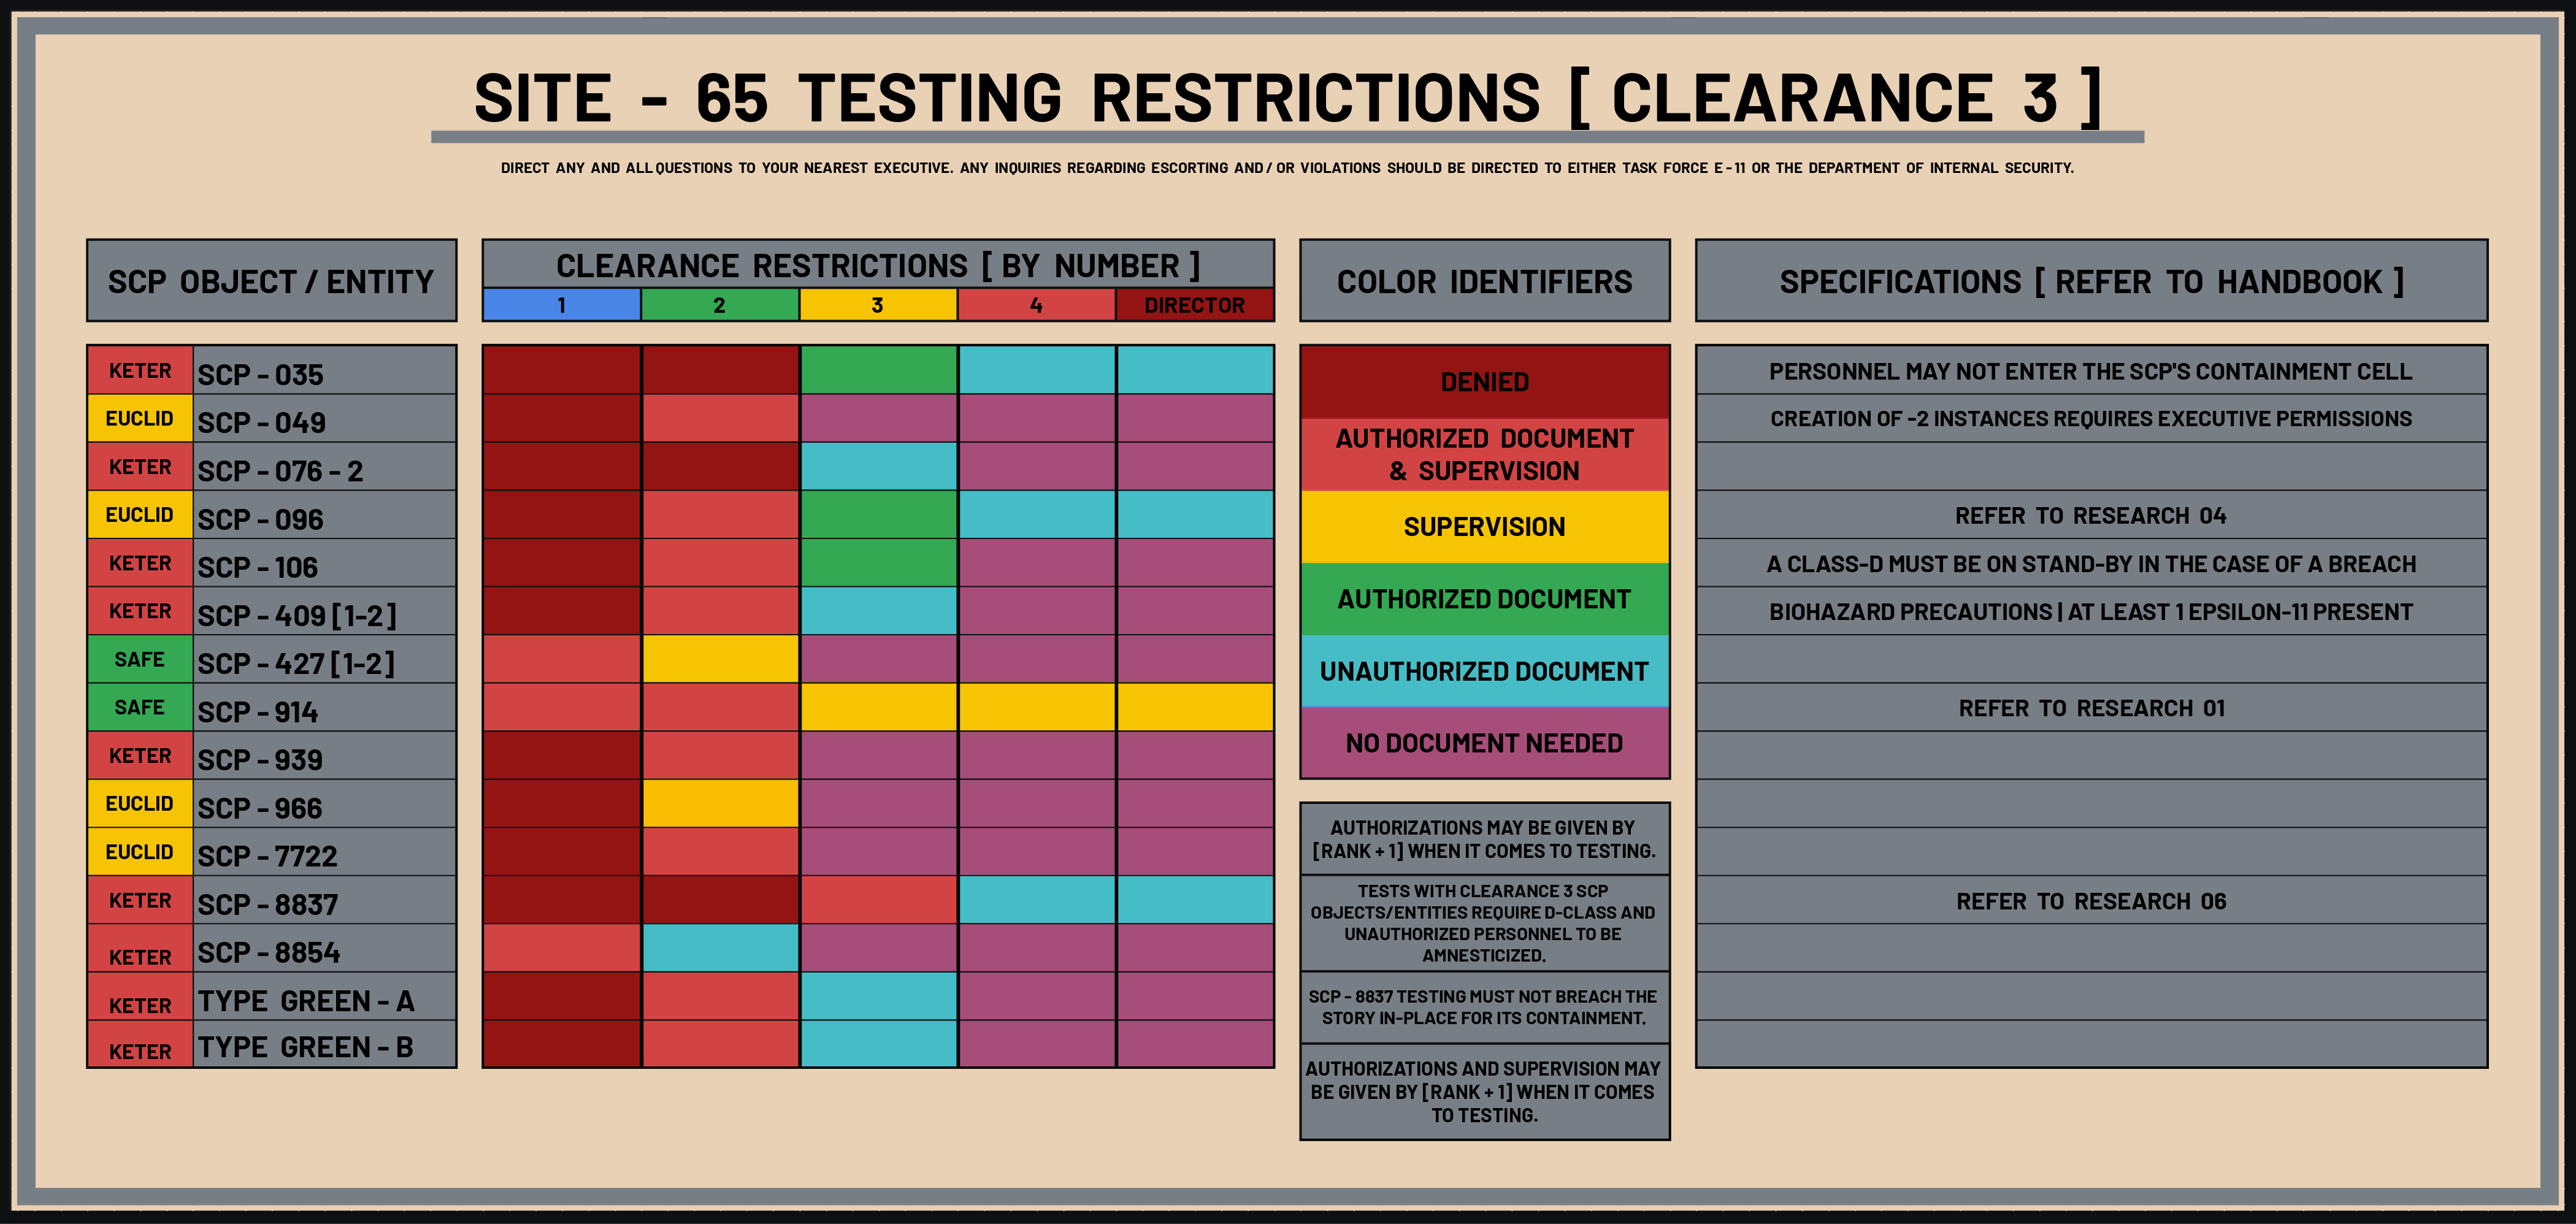 SITE - 65 TESTING RESTRICTIONS [ CLEARANCE 3 ]
DIRECT ANY AND ALL QUESTIONS TO YOUR NEAREST EXECUTIVE. ANY INQUIRIES REGARDING ESCORTING AND / OR VIOLATIONS SHOULD BE DIRECTED TO EITHER TASK FORCE E - 11 OR THE DEPARTMENT OF INTERNAL SECURITY.
SCP OBJECT / ENTITY
KETER SCP - 035
EUCLID SCP - 049
KETER SCP - 076 - 2
EUCLID SCP - 096
KETER SCP - 106
KETER SCP - 409 [1-2]
SAFE SCP - 427 [1-2]
SAFE SCP - 914
KETER SCP - 939
EUCLID SCP - 966
EUCLID SCP - 7722
KETER SCP - 8837
KETER SCP - 8854
KETER TYPE GREEN - A
KETER TYPE GREEN - B
CLEARANCE RESTRICTIONS [ BY NUMBER ]
1 2 3 4 DIRECTOR
COLOR IDENTIFIERS
DENIED
AUTHORIZED DOCUMENT
& SUPERVISION
SUPERVISION
AUTHORIZED DOCUMENT
UNAUTHORIZED DOCUMENT
NO DOCUMENT NEEDED
AUTHORIZATIONS MAY BE GIVEN BY
[RANK + 1] WHEN IT COMES TO TESTING.
TESTS WITH CLEARANCE 3 SCP
OBJECTS/ENTITIES REQUIRE D-CLASS AND
UNAUTHORIZED PERSONNEL TO BE
AMNESTICIZED.
SCP - 8837 TESTING MUST NOT BREACH THE
STORY IN-PLACE FOR ITS CONTAINMENT.
AUTHORIZATIONS AND SUPERVISION MAY
BE GIVEN BY [RANK + 1] WHEN IT COMES
TO TESTING.
SPECIFICATIONS [ REFER TO HANDBOOK ]
PERSONNEL MAY NOT ENTER THE SCP'S CONTAINMENT CELL
CREATION OF -2 INSTANCES REQUIRES EXECUTIVE PERMISSIONS
REFER TO RESEARCH 04
A CLASS-D MUST BE ON STAND-BY IN THE CASE OF A BREACH
BIOHAZARD PRECAUTIONS | AT LEAST 1 EPSILON-11 PRESENT
REFER TO RESEARCH 01
REFER TO RESEARCH 06